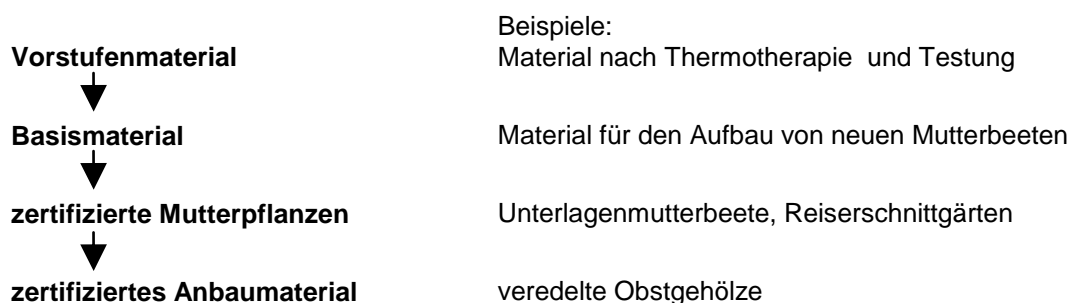 Beispiele:
Vorstufenmaterial Material nach Thermotherapie und Testung
Basismaterial Material für den Aufbau von neuen Mutterbeeten
zertifizierte Mutterpflanzen Unterlagenmutterbeete, Reiserschnittgärten
zertifiziertes Anbaumaterial veredelte Obstgehölze